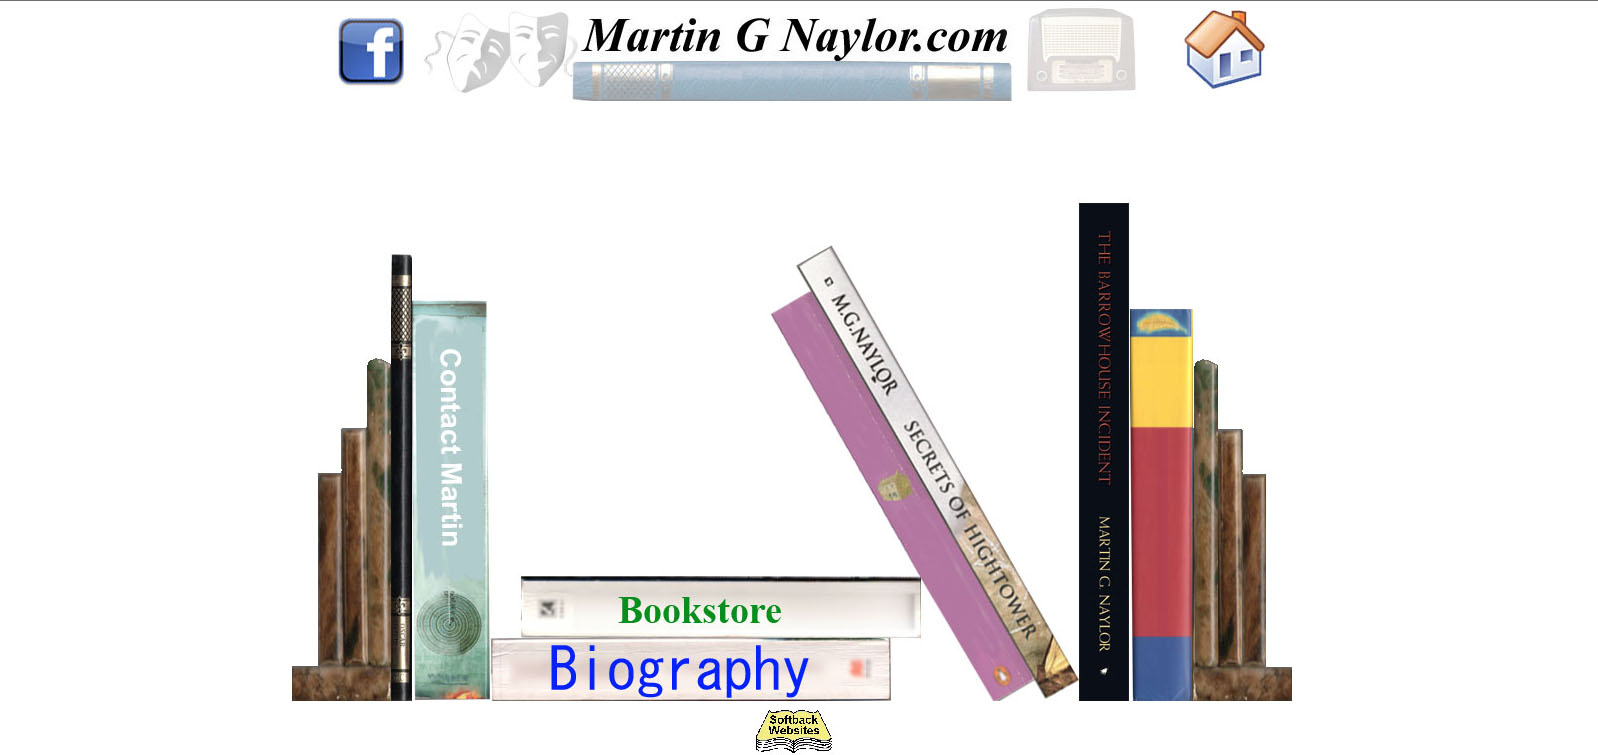 Martin G Naylor.com
Contact Martin
Bookstore
Biography
M.G.NAYLOR SECRETS OF HIGHTOWER
THE BARROWHOUSE INCIDENT MARTIN G. NAYLOR
Softback
Websites